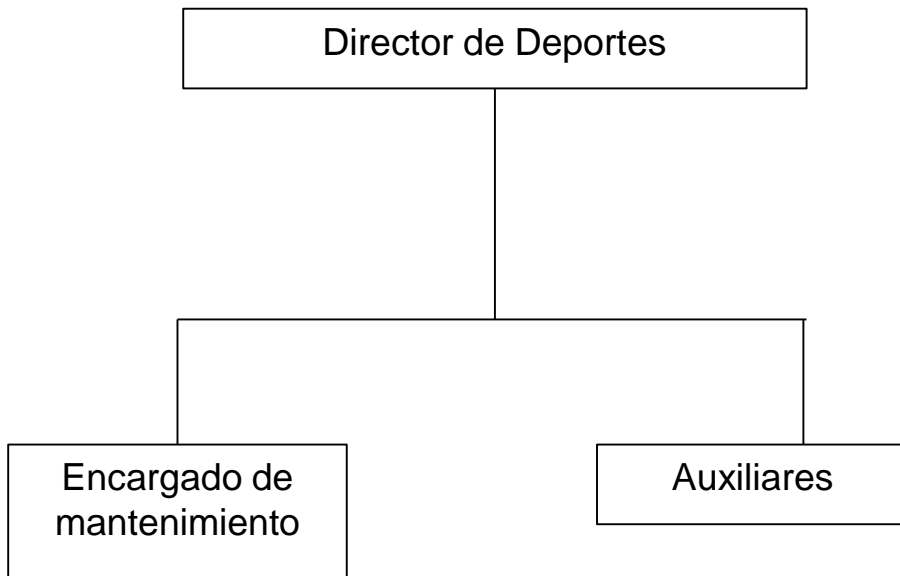 Director de Deportes
Encargado de
mantenimiento
Auxiliares